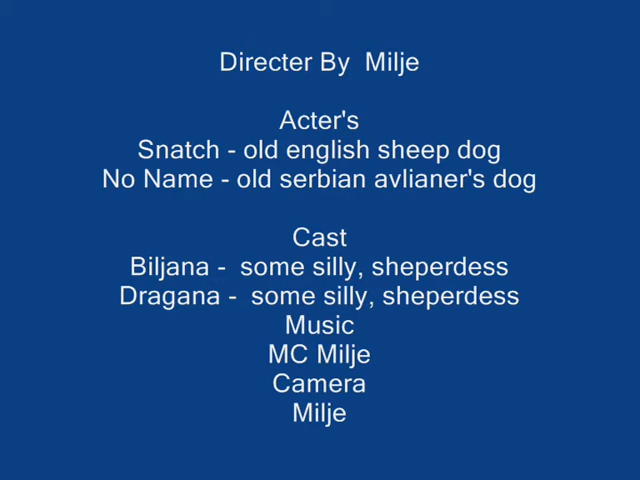 Directer By  Milje
Acter's
Snatch - old english sheep dog
No Name - old serbian avlianer's dog
Cast
Biljana -  some silly, sheperdess
Dragana -  some silly, sheperdess
Music
MC Milje
Camera
Milje